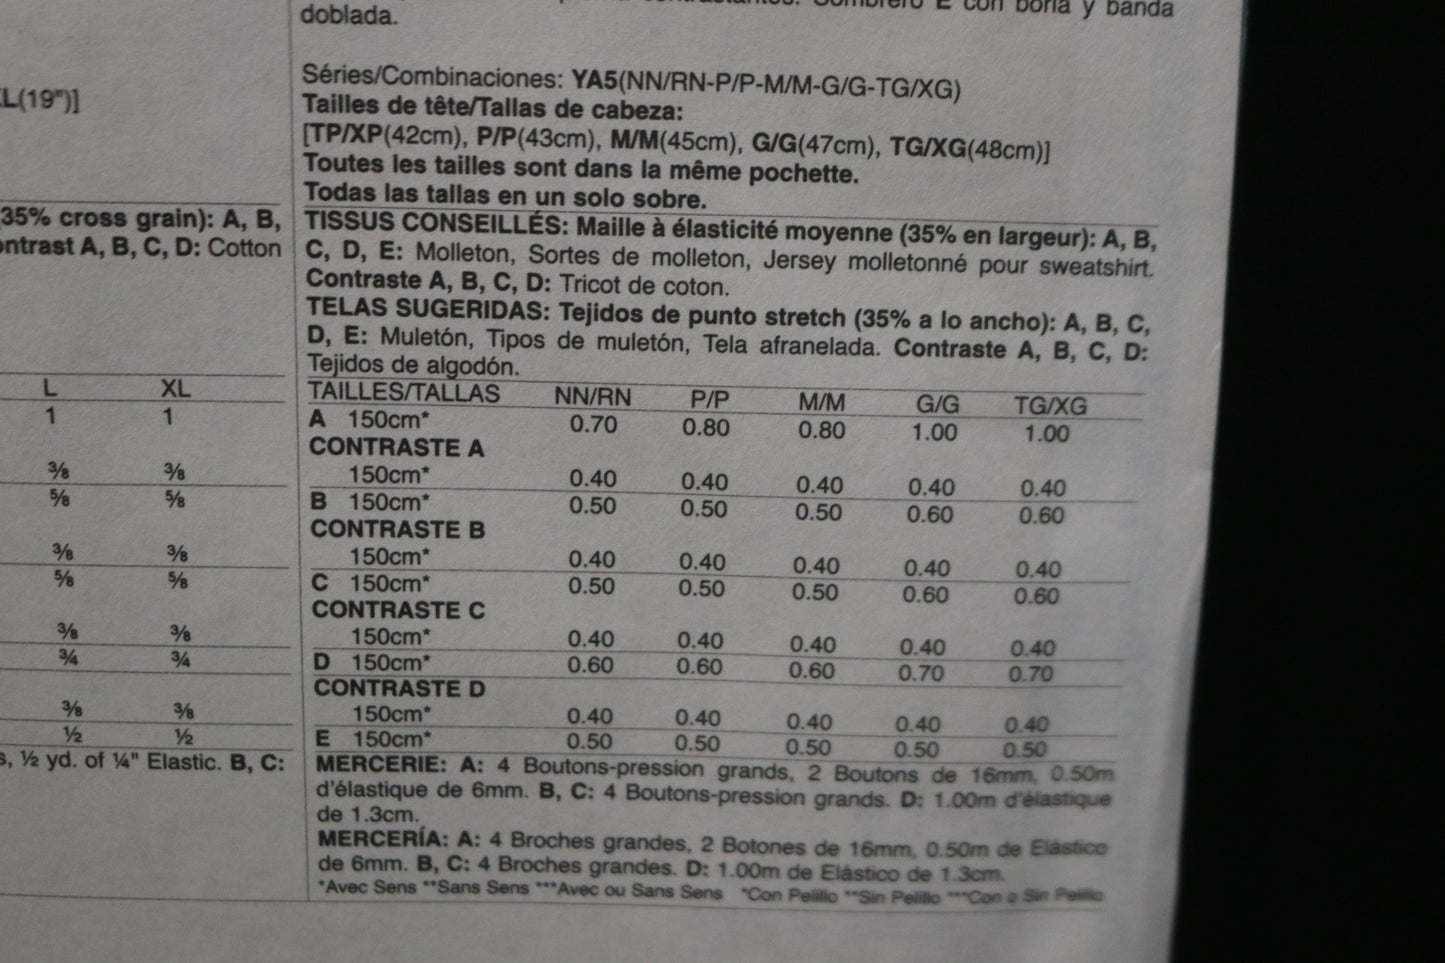 doblada.
L(19")]
(35% cross grain): A, B,
ntrast A, B, C, D: Cotton
L XL
1 1
⅜ ⅜
⅝ ⅝
⅜ ⅜
⅝ ⅝
⅜ ⅜
¾ ¾
⅜ ⅜
½ ½
s, ½ yd. of ¼" Elastic. B, C:
Séries/Combinaciones: YA5(NN/RN-P/P-M/M-G/G-TG/XG)
Tailles de tête/Tallas de cabeza:
[TP/XP(42cm), P/P(43cm), M/M(45cm), G/G(47cm), TG/XG(48cm)]
Toutes les tailles sont dans la même pochette.
Todas las tallas en un solo sobre.
TISSUS CONSEILLÉS: Maille à élasticité moyenne (35% en largeur): A, B,
C, D, E: Molleton, Sortes de molleton, Jersey molletonné pour sweatshirt.
Contraste A, B, C, D: Tricot de coton.
TELAS SUGERIDAS: Tejidos de punto stretch (35% a lo ancho): A, B, C,
D, E: Muletón, Tipos de muletón, Tela afranelada. Contraste A, B, C, D:
Tejidos de algodón.
TAILLES/TALLAS NN/RN P/P M/M G/G TG/XG
A 150cm* 0.70 0.80 0.80 1.00 1.00
CONTRASTE A
150cm* 0.40 0.40 0.40 0.40 0.40
B 150cm* 0.50 0.50 0.50 0.60 0.60
CONTRASTE B
150cm* 0.40 0.40 0.40 0.40 0.40
C 150cm* 0.50 0.50 0.50 0.60 0.60
CONTRASTE C
150cm* 0.40 0.40 0.40 0.40 0.40
D 150cm* 0.60 0.60 0.60 0.70 0.70
CONTRASTE D
150cm* 0.40 0.40 0.40 0.40 0.40
E 150cm* 0.50 0.50 0.50 0.50 0.50
MERCERIE: A: 4 Boutons-pression grands, 2 Boutons de 16mm, 0.50m
d'élastique de 6mm. B, C: 4 Boutons-pression grands. D: 1.00m d'élastique
de 1.3cm.
MERCERÍA: A: 4 Broches grandes, 2 Botones de 16mm, 0.50m de Elástico
de 6mm. B, C: 4 Broches grandes. D: 1.00m de Elástico de 1.3cm.
*Avec Sens **Sans Sens ***Avec ou Sans Sens *Con Pelillo **Sin Pelillo ***Con o Sin Pelillo